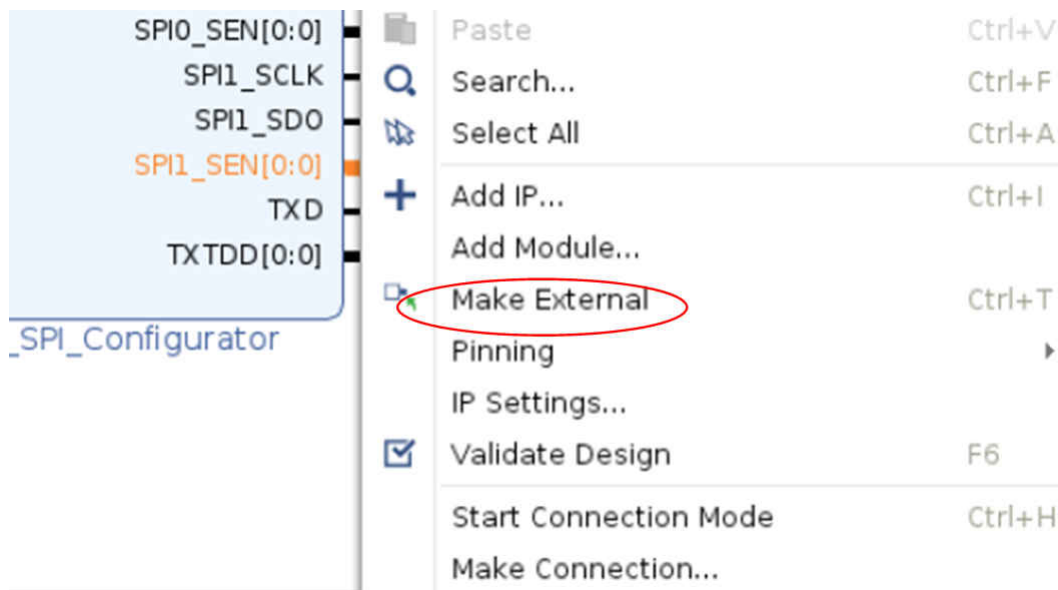 SPI0_SEN[0:0]
SPI1_SCLK
SPI1_SDO
SPI1_SEN[0:0]
TXD
TXTDD[0:0]
_SPI_Configurator
Paste Ctrl+V
Search... Ctrl+F
Select All Ctrl+A
Add IP... Ctrl+I
Add Module...
Make External Ctrl+T
Pinning
IP Settings...
Validate Design F6
Start Connection Mode Ctrl+H
Make Connection...